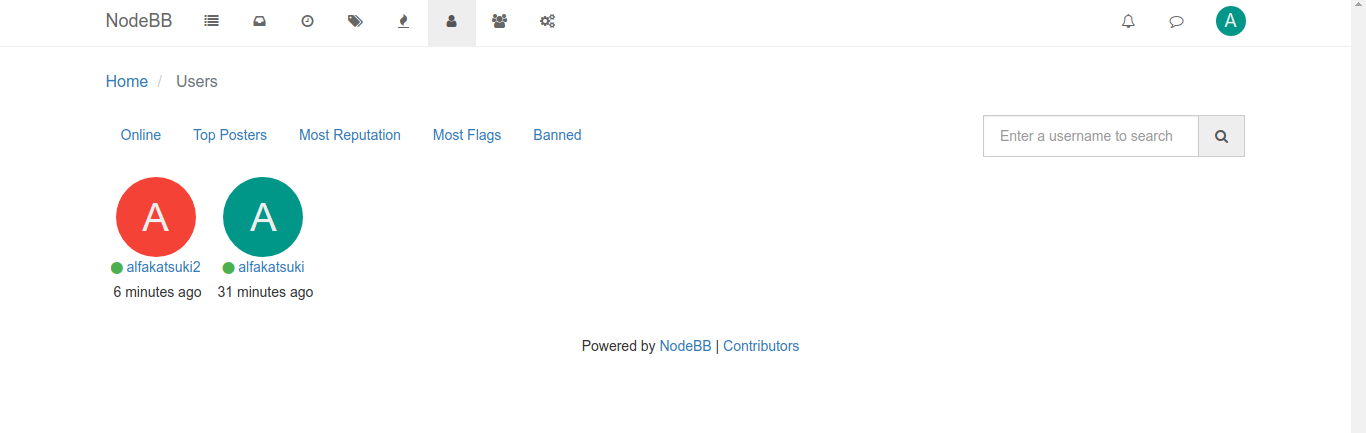 NodeBB A
Home / Users
Online Top Posters Most Reputation Most Flags Banned Enter a username to search
A A
alfakatsuki2 alfakatsuki
6 minutes ago 31 minutes ago
Powered by NodeBB | Contributors